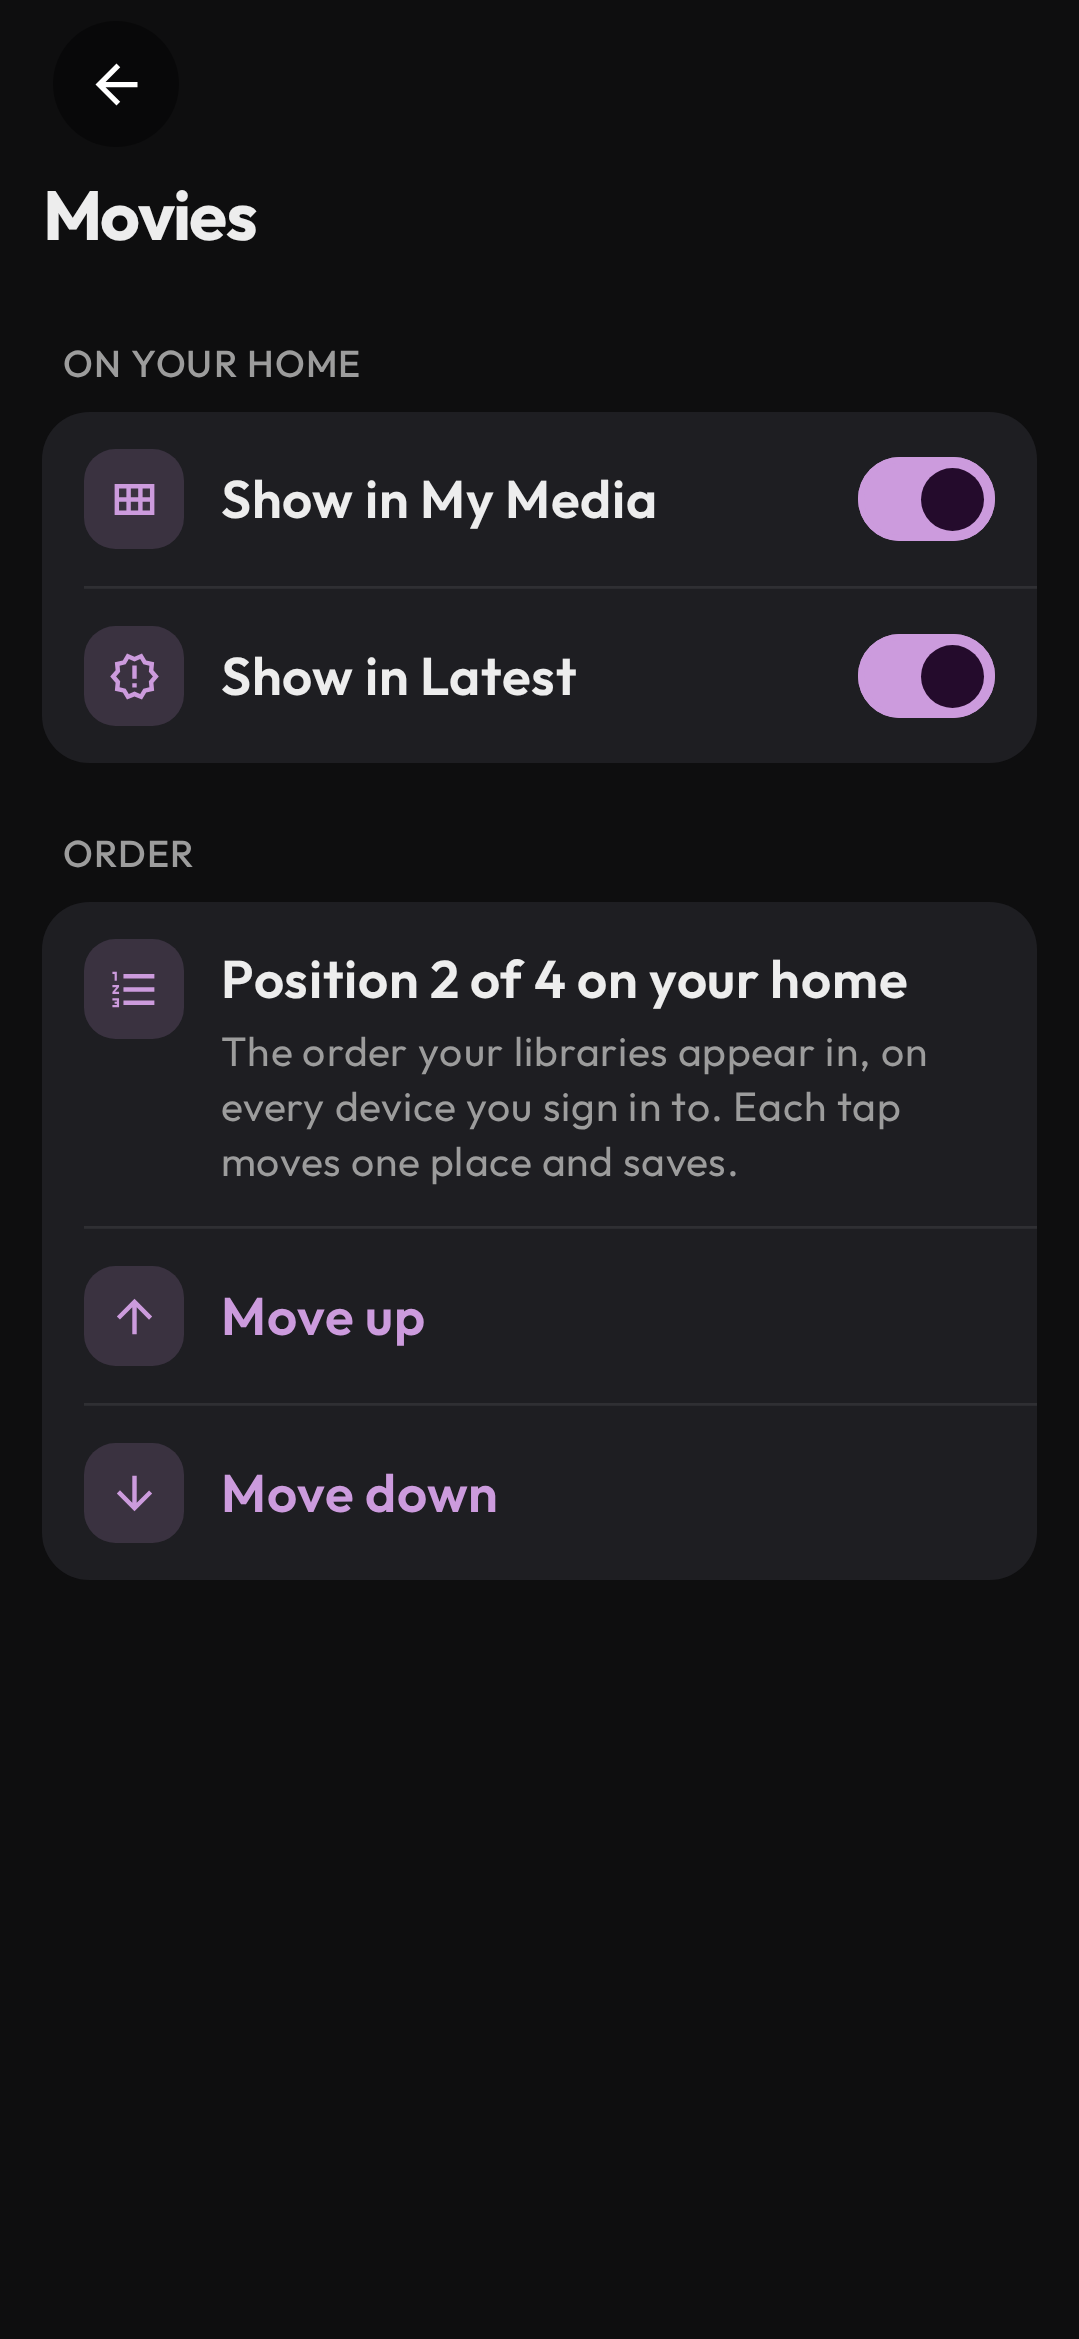 Movies
ON YOUR HOME
Show in My Media
Show in Latest
ORDER
Position 2 of 4 on your home
The order your libraries appear in, on
every device you sign in to. Each tap
moves one place and saves.
Move up
Move down